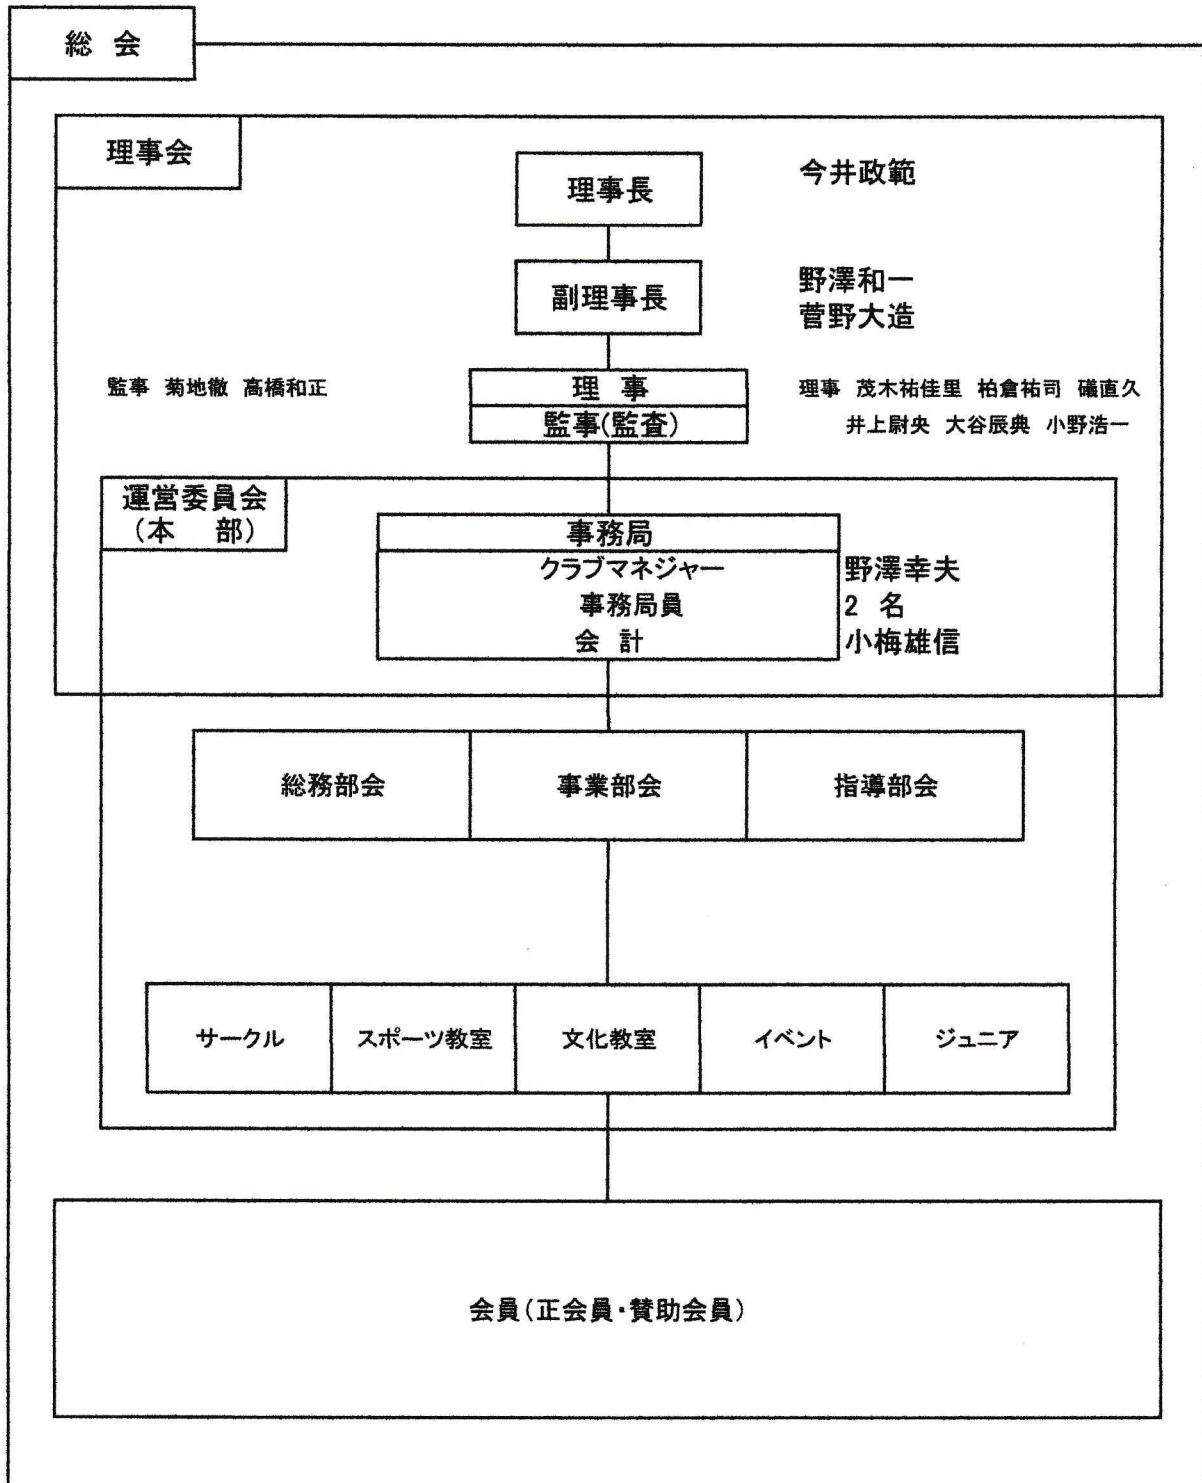 総 会
理事会
理事長
今井政範
副理事長
野澤和一
菅野大造
監事 菊地徹 高橋和正
理 事
監事(監査)
理事 茂木祐佳里 柏倉祐司 礒直久
井上尉央 大谷辰典 小野浩一
運営委員会
(本 部)
事務局
クラブマネジャー
野澤幸夫
事務局員
2 名
会 計
小梅雄信
総務部会
事業部会
指導部会
サークル
スポーツ教室
文化教室
イベント
ジュニア
会員(正会員・賛助会員)